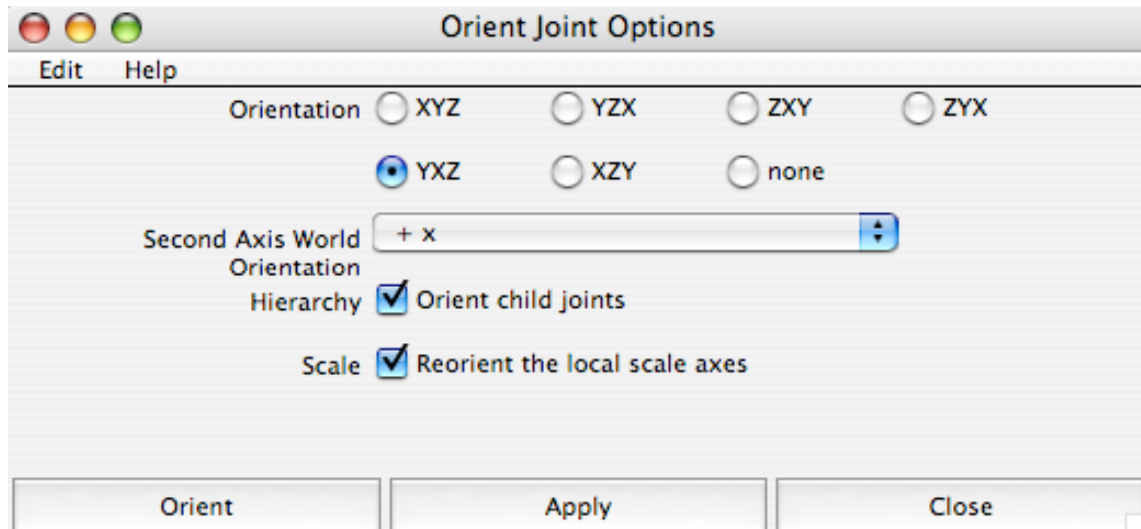 Orient Joint Options
Edit Help
Orientation XYZ YZX ZXY ZYX
YXZ XZY none
Second Axis World + x
Orientation
Hierarchy Orient child joints
Scale Reorient the local scale axes
Orient Apply Close